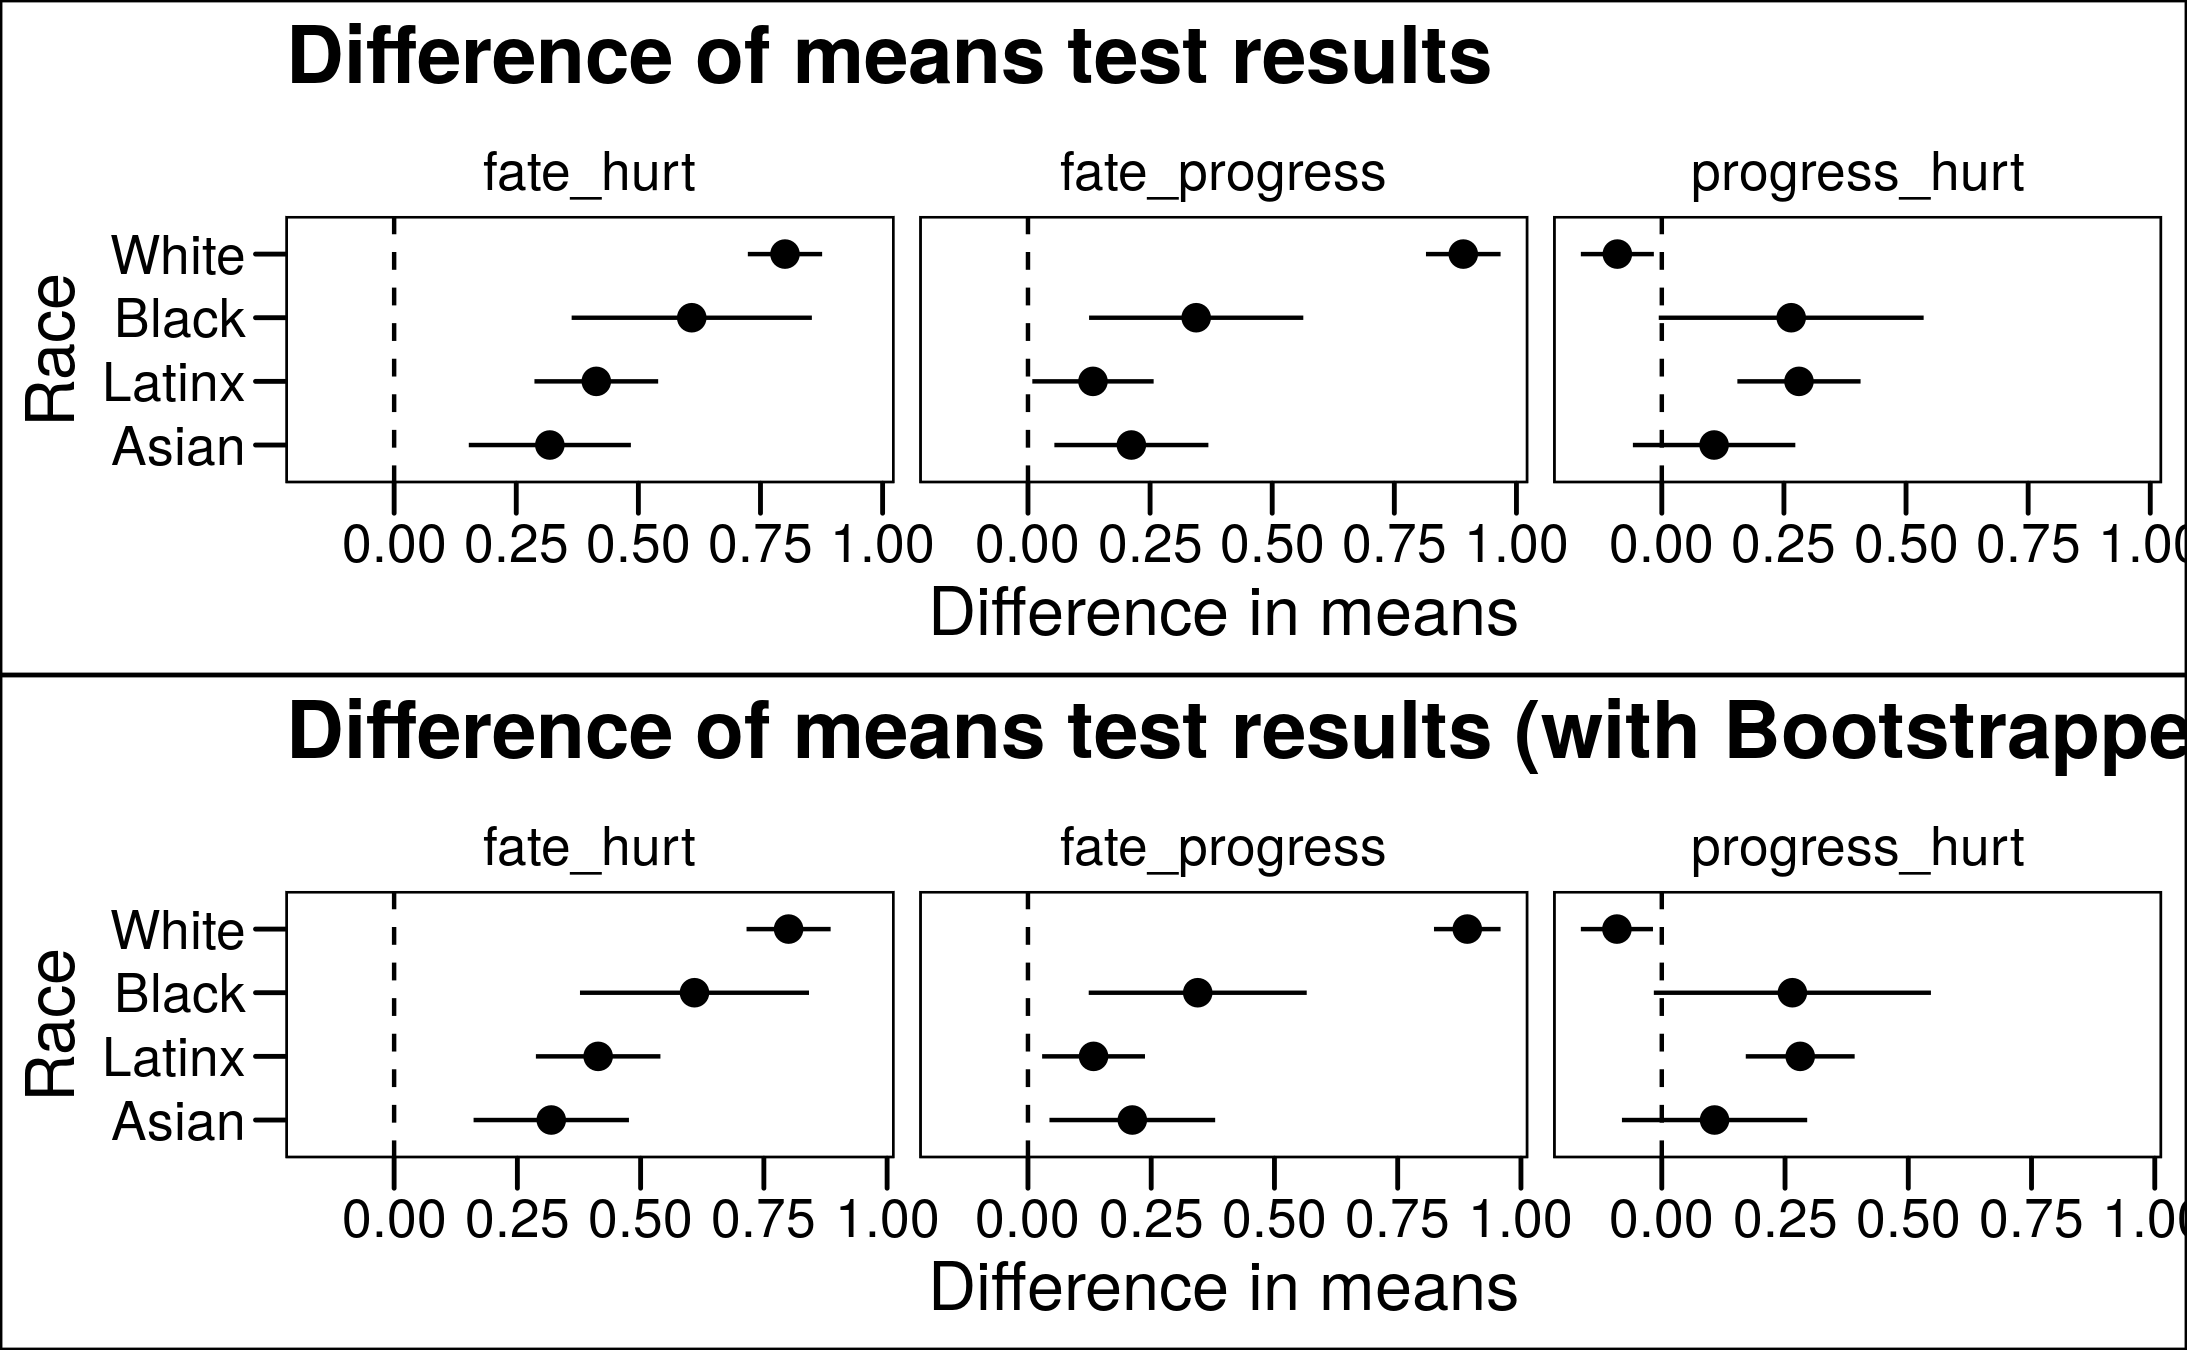 Difference of means test results
fate_hurt fate_progress progress_hurt
Race
White
Black
Latinx
Asian
0.00 0.25 0.50 0.75 1.00 0.00 0.25 0.50 0.75 1.00 0.00 0.25 0.50 0.75 1.00
Difference in means
Difference of means test results (with Bootstrappe
fate_hurt fate_progress progress_hurt
Race
White
Black
Latinx
Asian
0.00 0.25 0.50 0.75 1.00 0.00 0.25 0.50 0.75 1.00 0.00 0.25 0.50 0.75 1.00
Difference in means